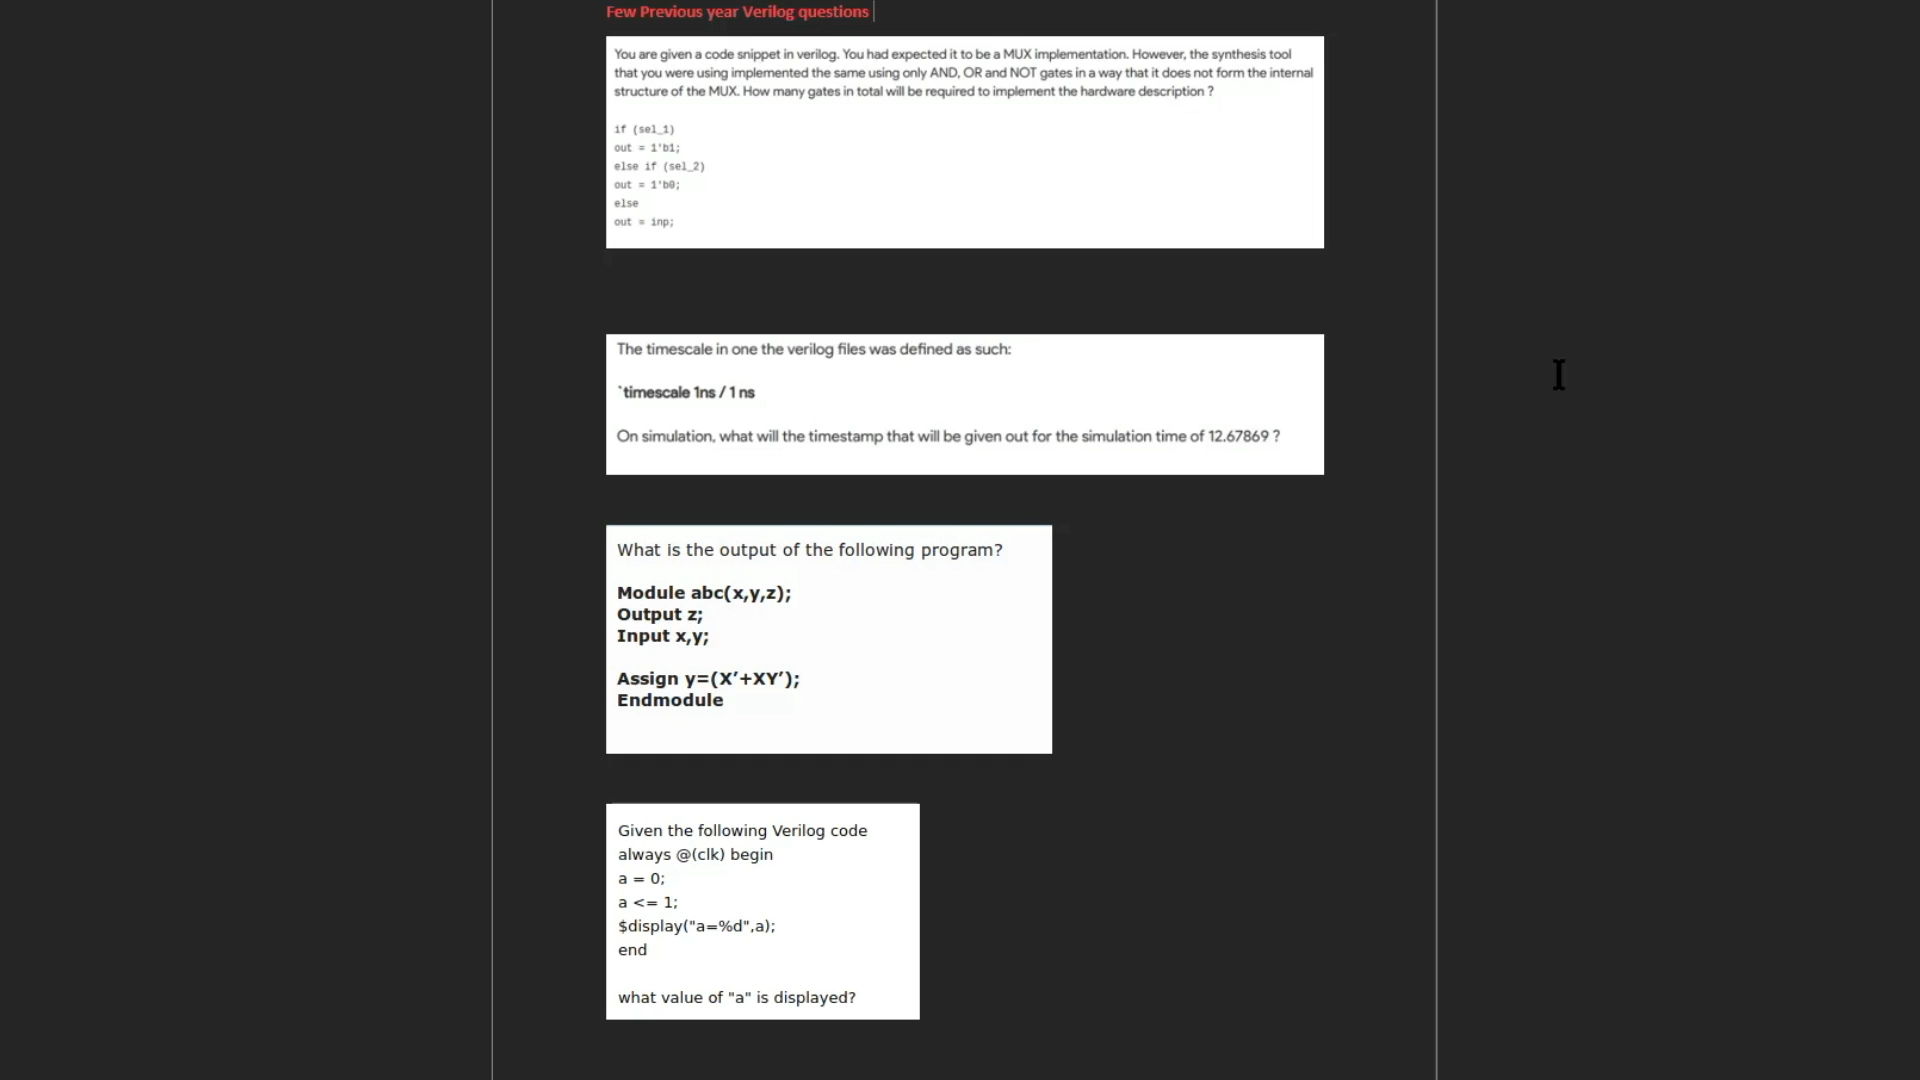 Few Previous year Verilog questions
You are given a code snippet in verilog. You had expected it to be a MUX implementation. However, the synthesis tool
that you were using implemented the same using only AND, OR and NOT gates in a way that it does not form the internal
structure of the MUX. How many gates in total will be required to implement the hardware description ?
if (sel_1)
out = 1'b1;
else if (sel_2)
out = 1'b0;
else
out = inp;
The timescale in one the verilog files was defined as such:
`timescale 1ns / 1 ns
On simulation, what will the timestamp that will be given out for the simulation time of 12.67869 ?
What is the output of the following program?
Module abc(x,y,z);
Output z;
Input x,y;
Assign y=(X’+XY’);
Endmodule
Given the following Verilog code
always @(clk) begin
a = 0;
a <= 1;
$display("a=%d",a);
end
what value of "a" is displayed?